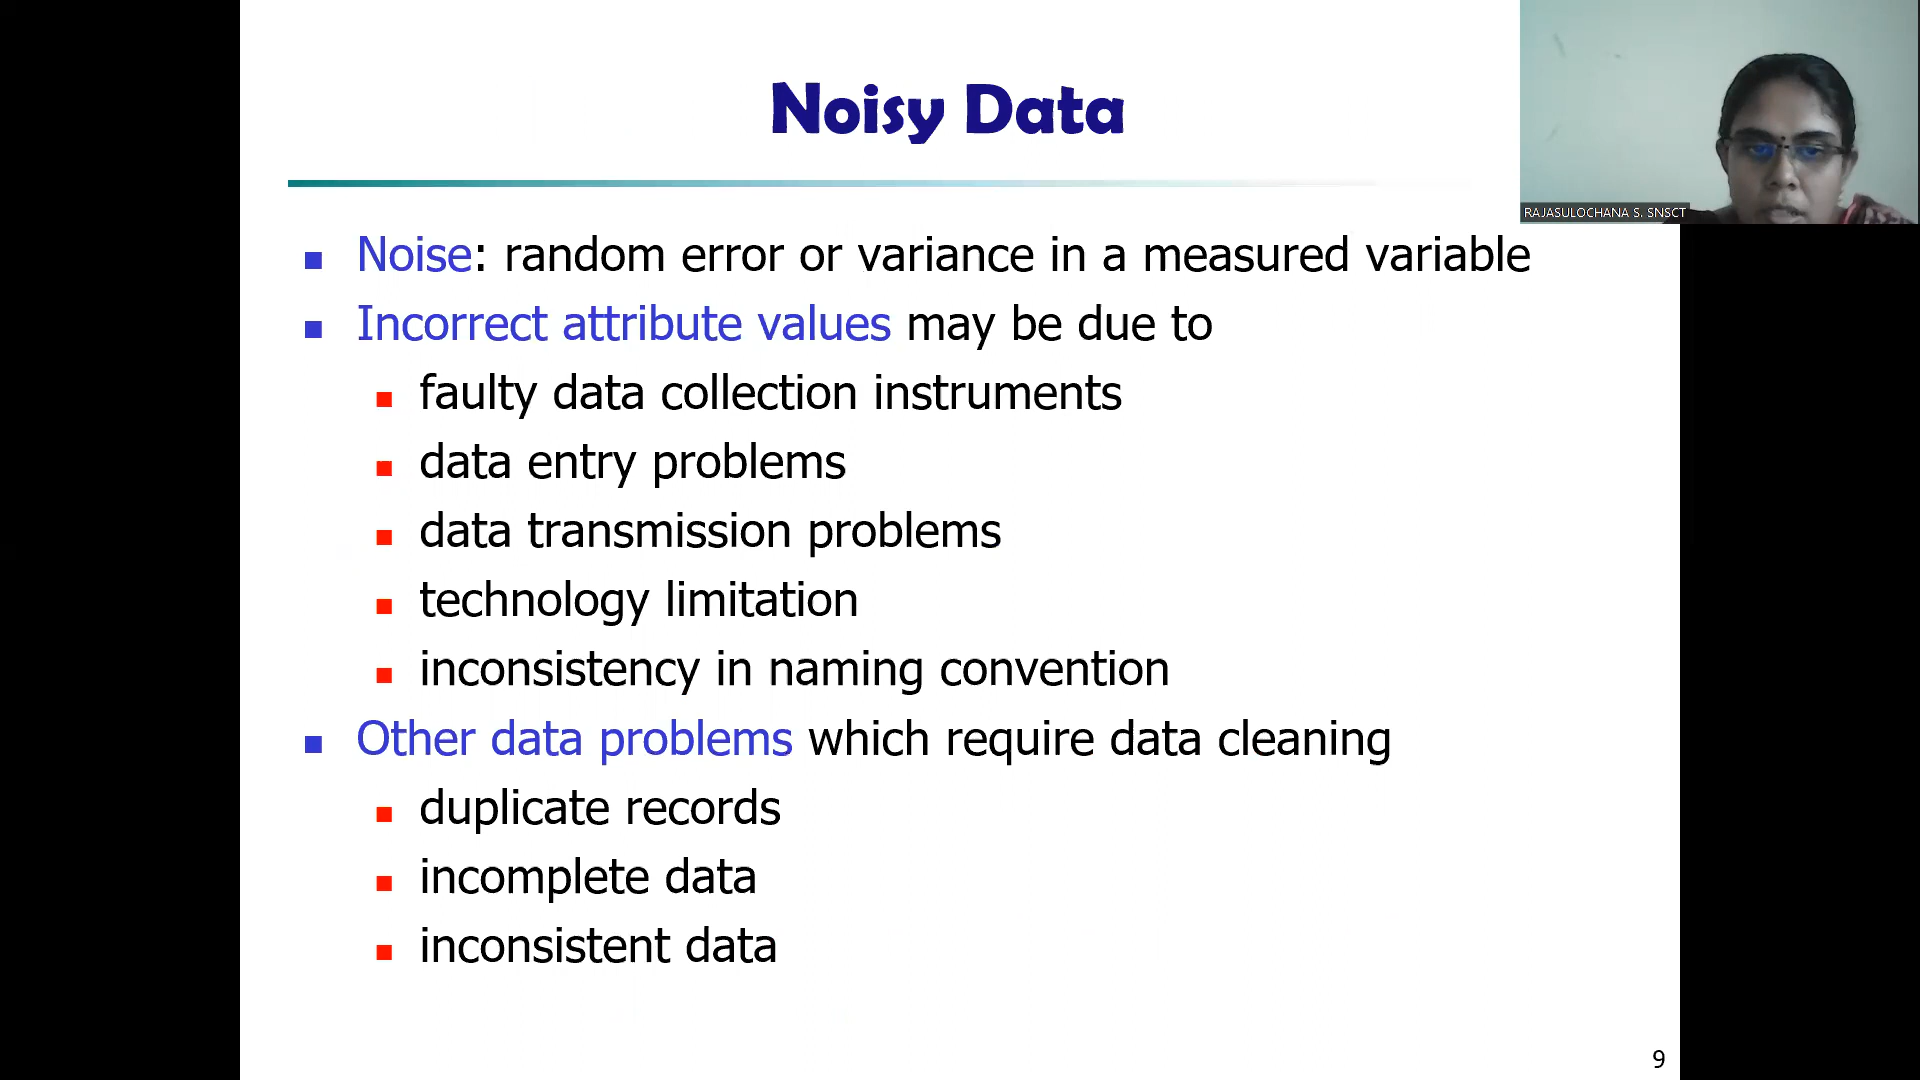 Noisy Data
RAJASULOCHANA S. SNSCT
Noise: random error or variance in a measured variable
Incorrect attribute values may be due to
faulty data collection instruments
data entry problems
data transmission problems
technology limitation
inconsistency in naming convention
Other data problems which require data cleaning
duplicate records
incomplete data
inconsistent data
9